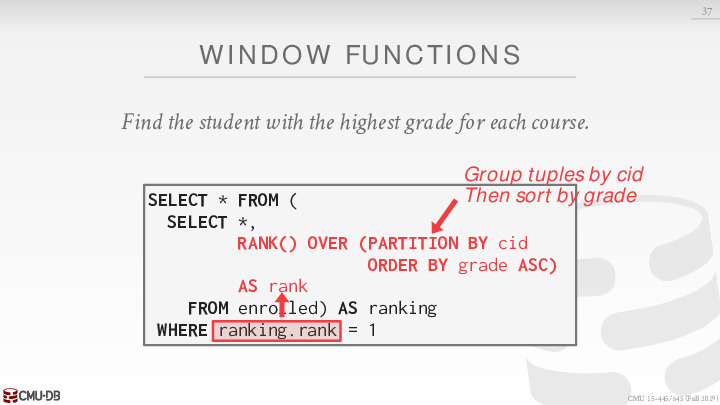 37
WINDOW FUNCTIONS
Find the student with the highest grade for each course.
Group tuples by cid
Then sort by grade
SELECT * FROM (
SELECT *,
RANK() OVER (PARTITION BY cid
ORDER BY grade ASC)
AS rank
FROM enrolled) AS ranking
WHERE ranking.rank = 1
CMU·DB
CMU 15-445/645 (Fall 2019)